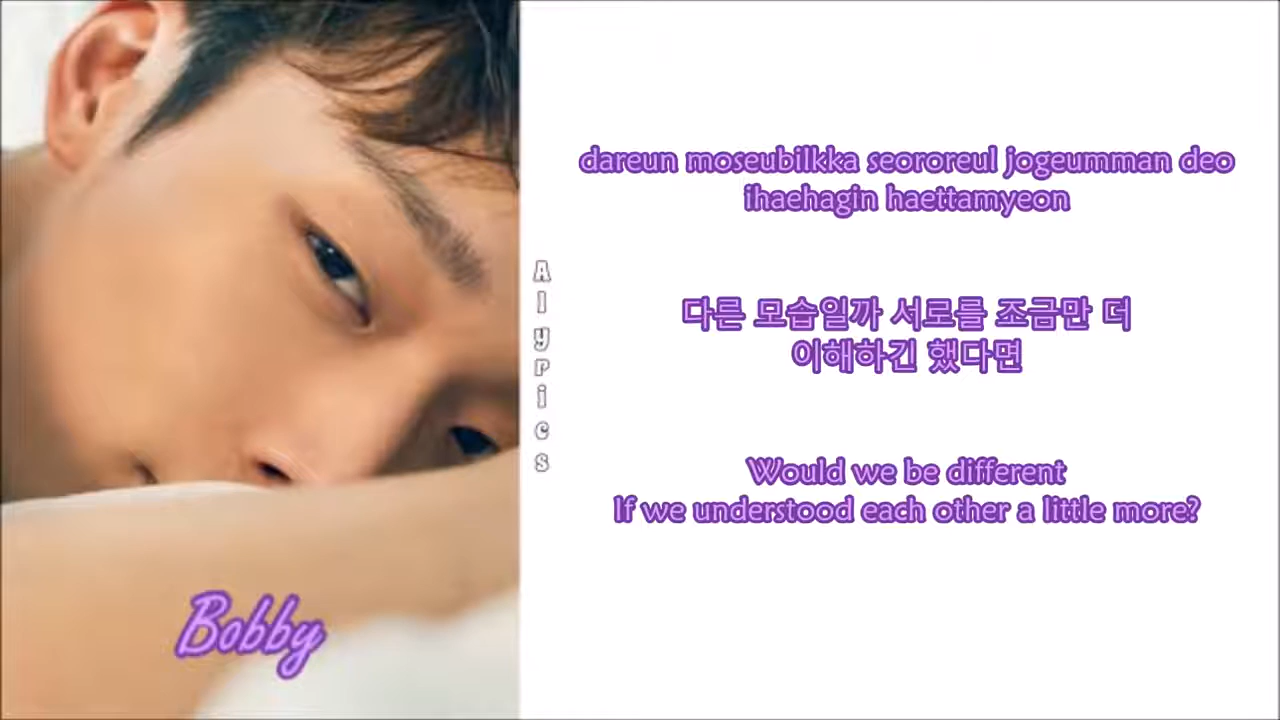 dareun moseubilkka seororeul jogeumman deo
ihaehagin haettamyeon
다른 모습일까 서로를 조금만 더
이해하긴 했다면
Would we be different
If we understood each other a little more?
Alyrics
Bobby